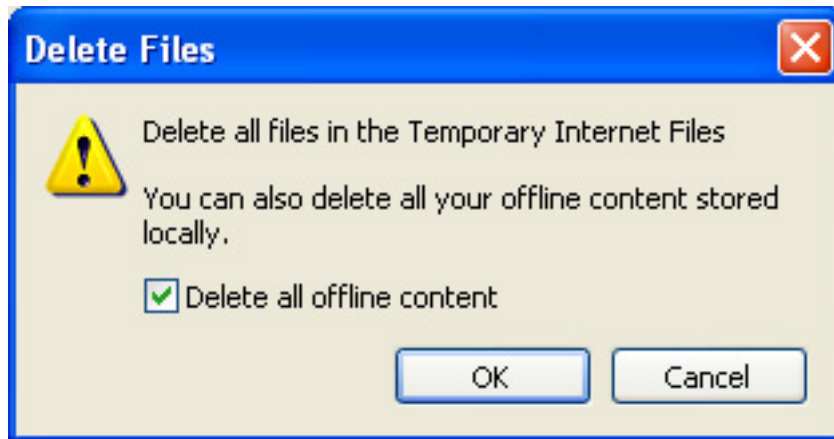 Delete Files
Delete all files in the Temporary Internet Files
You can also delete all your offline content stored
locally.
Delete all offline content
OK
Cancel